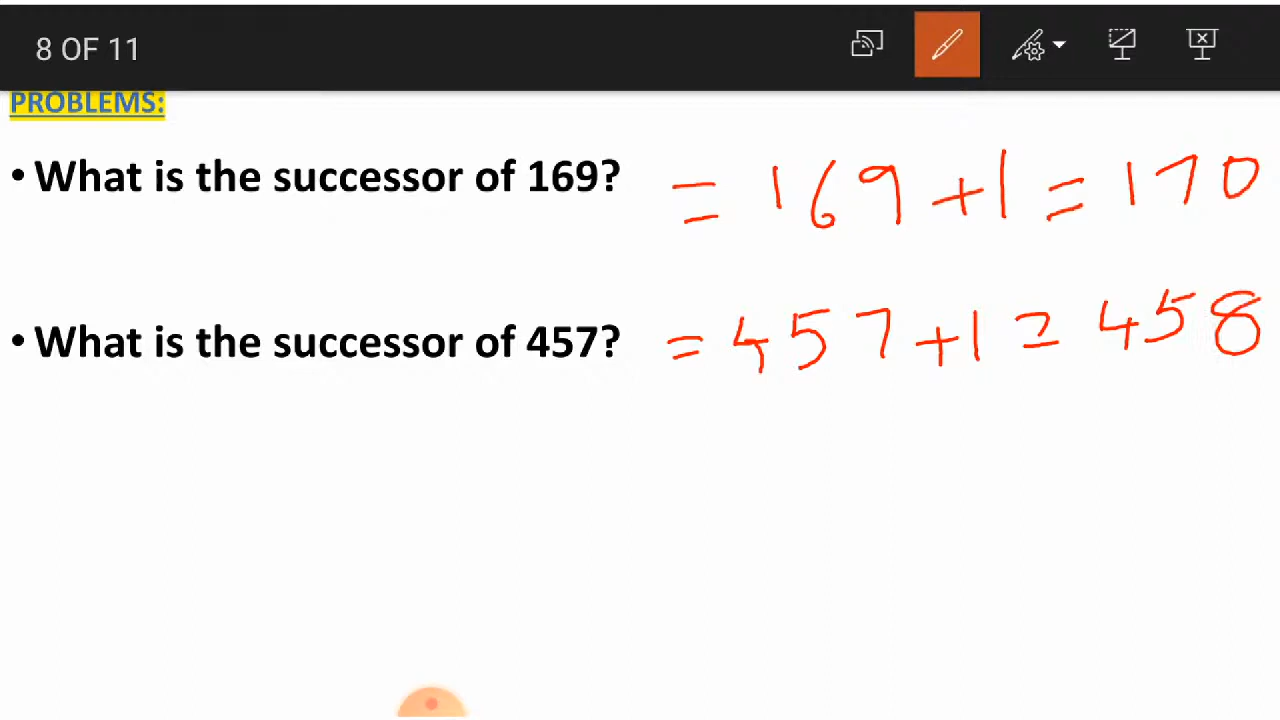 8 OF 11
PROBLEMS:
• What is the successor of 169? = 169 +1 = 170
• What is the successor of 457? = 457 +1 = 458